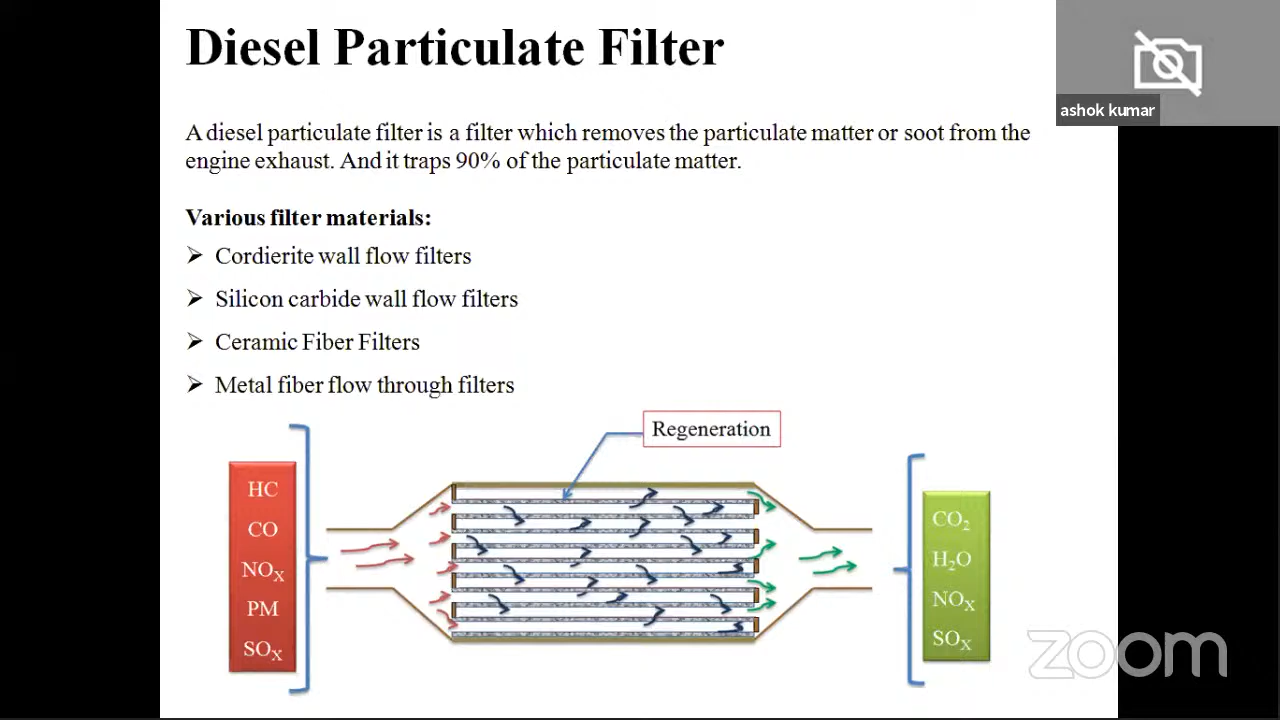 Diesel Particulate Filter
ashok kumar
A diesel particulate filter is a filter which removes the particulate matter or soot from the
engine exhaust. And it traps 90% of the particulate matter.
Various filter materials:
➢ Cordierite wall flow filters
➢ Silicon carbide wall flow filters
➢ Ceramic Fiber Filters
➢ Metal fiber flow through filters
Regeneration
HC
CO
NOX
PM
SOX
CO2
H2O
NOX
SOX
zoom